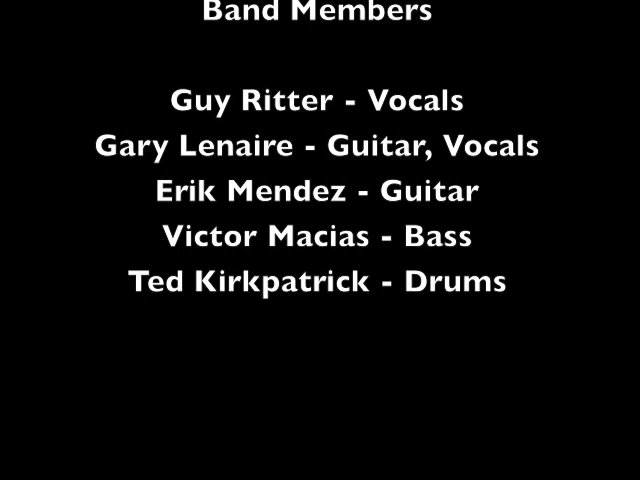 Band Members
Guy Ritter - Vocals
Gary Lenaire - Guitar, Vocals
Erik Mendez - Guitar
Victor Macias - Bass
Ted Kirkpatrick - Drums